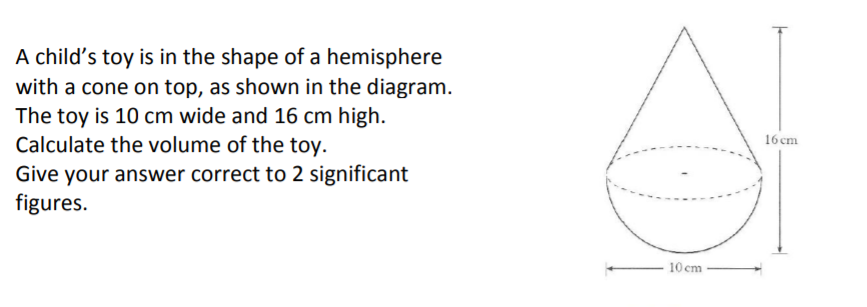 A child’s toy is in the shape of a hemisphere
with a cone on top, as shown in the diagram.
The toy is 10 cm wide and 16 cm high.
Calculate the volume of the toy.
Give your answer correct to 2 significant
figures.
16 cm
10 cm